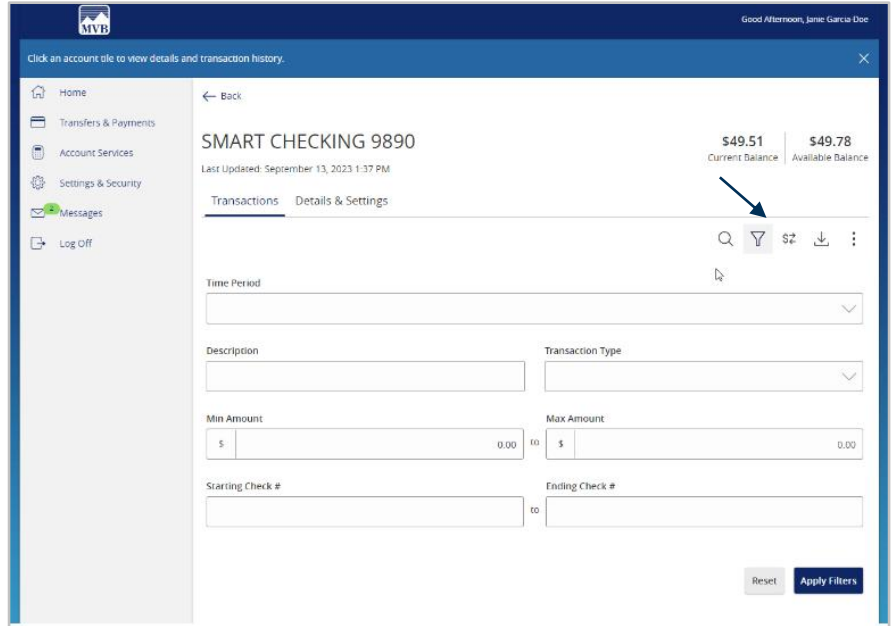 MVB
Good Afternoon, Janie Garcia-Doe
Click an account tile to view details and transaction history.
Home
Transfers & Payments
Account Services
Settings & Security
2
Messages
Log Off
Back
SMART CHECKING 9890
Last Updated: September 13, 2023 1:37 PM
$49.51
Current Balance
$49.78
Available Balance
Transactions
Details & Settings
Time Period
Description
Transaction Type
Min Amount
Max Amount
$ 0.00 to $ 0.00
Starting Check #
Ending Check #
to
Reset
Apply Filters